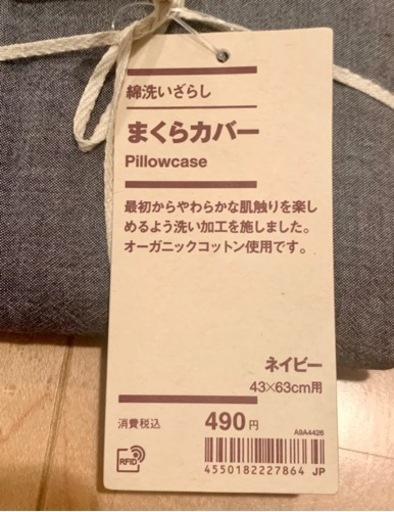 綿洗いざらし
まくらカバー
Pillowcase
最初からやわらかな肌触りを楽し
めるよう洗い加工を施しました。
オーガニックコットン使用です。
ネイビー
43×63cm用
消費税込 490円
A9A4426
RFID
4550182227864 JP